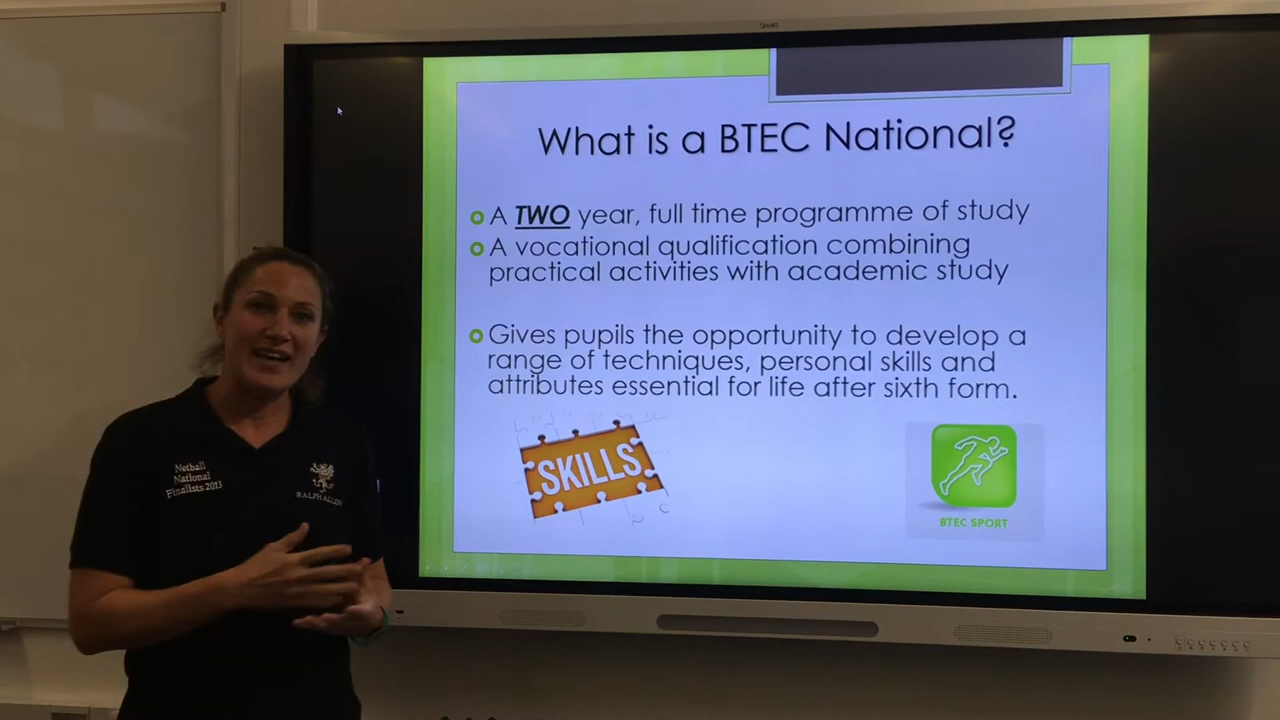 SMART
What is a BTEC National?
A TWO year, full time programme of study
A vocational qualification combining
practical activities with academic study
Gives pupils the opportunity to develop a
range of techniques, personal skills and
attributes essential for life after sixth form.
SKILLS
BTEC SPORT
Netball
National
Finalists 2013
RALPH ALLEN